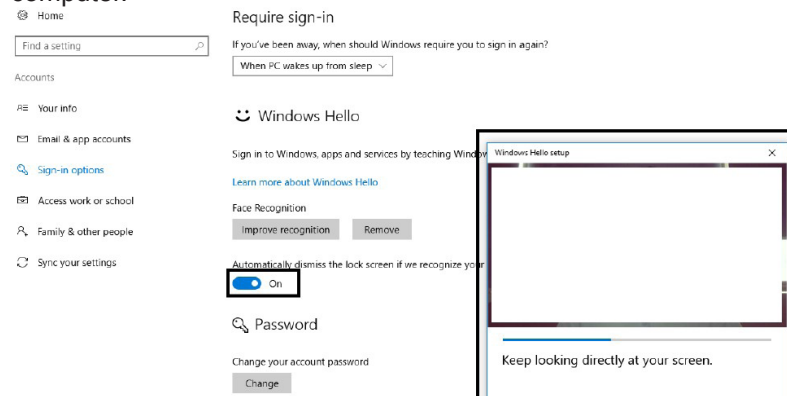 Home
Find a setting
Accounts
Your info
Email & app accounts
Sign-in options
Access work or school
Family & other people
Sync your settings
Require sign-in
If you've been away, when should Windows require you to sign in again?
When PC wakes up from sleep
Windows Hello
Sign in to Windows, apps and services by teaching
Learn more about Windows Hello
Face Recognition
Improve recognition Remove
Automatically dismiss the lock screen if we recognize
On
Password
Change your account password
Change
Windows Hello setup
Keep looking directly at your screen.